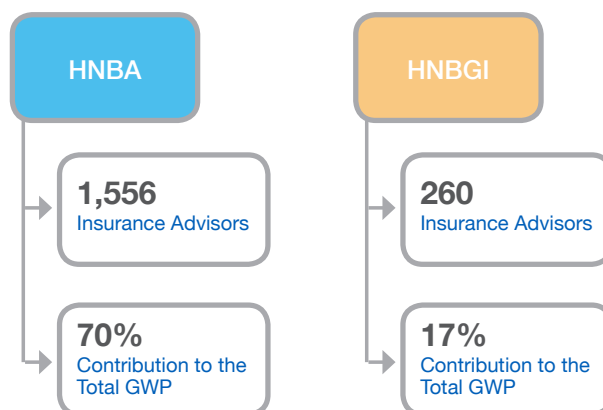 HNBA
1,556
Insurance Advisors
70%
Contribution to the
Total GWP
HNBGI
260
Insurance Advisors
17%
Contribution to the
Total GWP